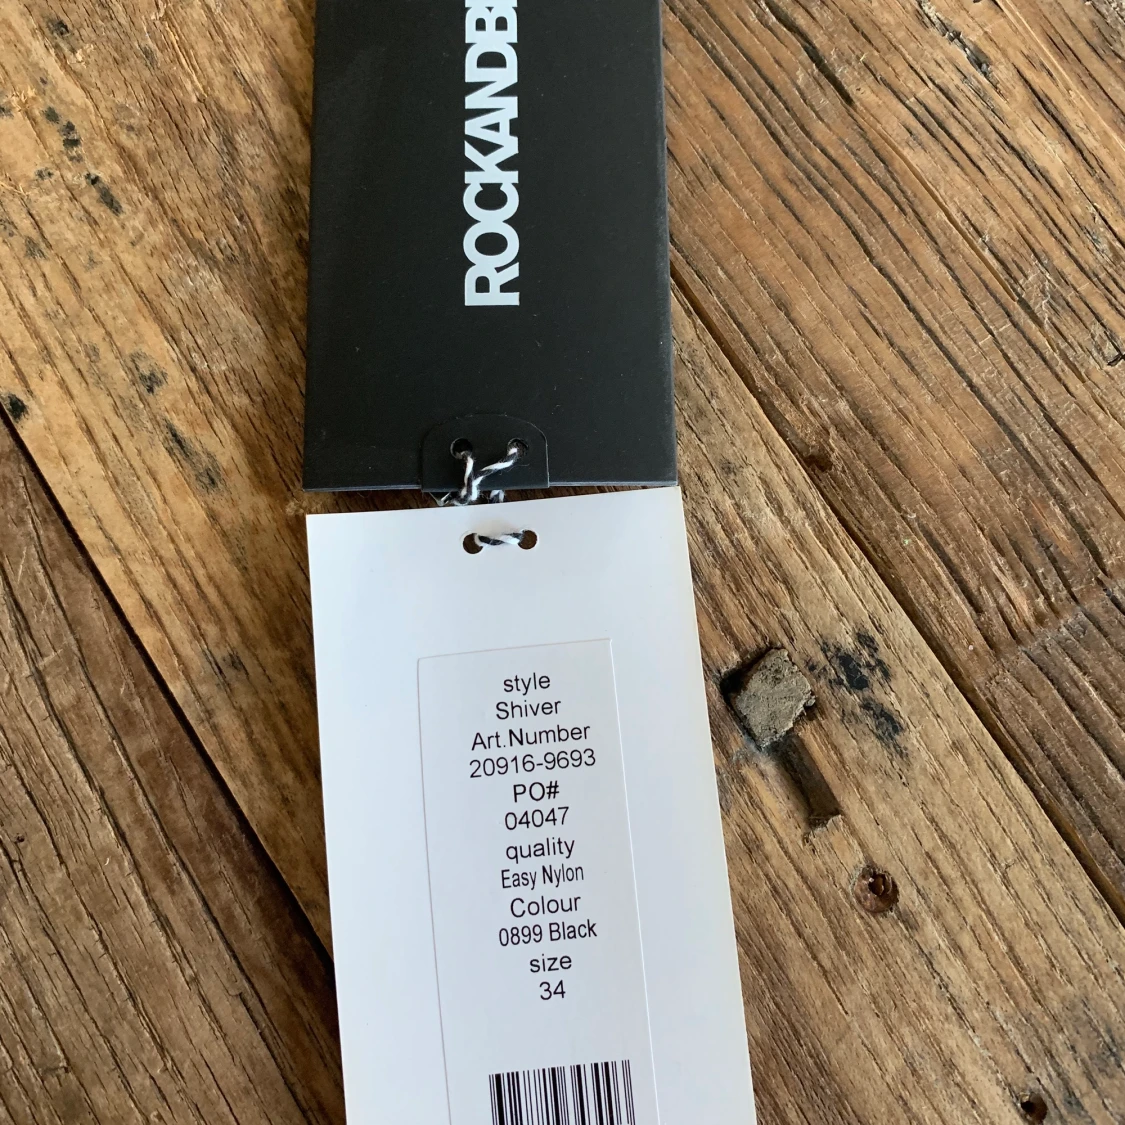 ROCKANDB
style
Shiver
Art.Number
20916-9693
PO#
04047
quality
Easy Nylon
Colour
0899 Black
size
34